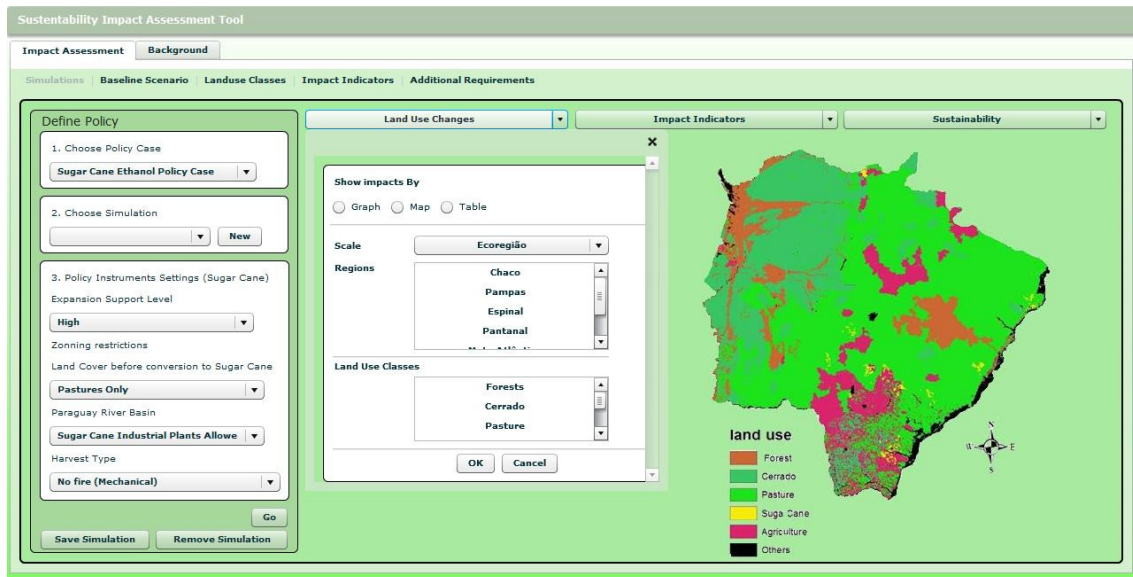 Sustentability Impact Assessment Tool
Impact Assessment
Background
Simulations
Baseline Scenario
Landuse Classes
Impact Indicators
Additional Requirements
Define Policy
1. Choose Policy Case
Sugar Cane Ethanol Policy Case
2. Choose Simulation
New
3. Policy Instruments Settings (Sugar Cane)
Expansion Support Level
High
Zonning restrictions
Land Cover before conversion to Sugar Cane
Pastures Only
Paraguay River Basin
Sugar Cane Industrial Plants Allowe
Harvest Type
No fire (Mechanical)
Go
Save Simulation
Remove Simulation
Land Use Changes
Impact Indicators
Sustainability
Show impacts By
Graph
Map
Table
Scale
Ecoregião
Regions
Chaco
Pampas
Espinal
Pantanal
Land Use Classes
Forests
Cerrado
Pasture
OK
Cancel
land use
Forest
Cerrado
Pasture
Suga Cane
Agriculture
Others
N
W
E
S